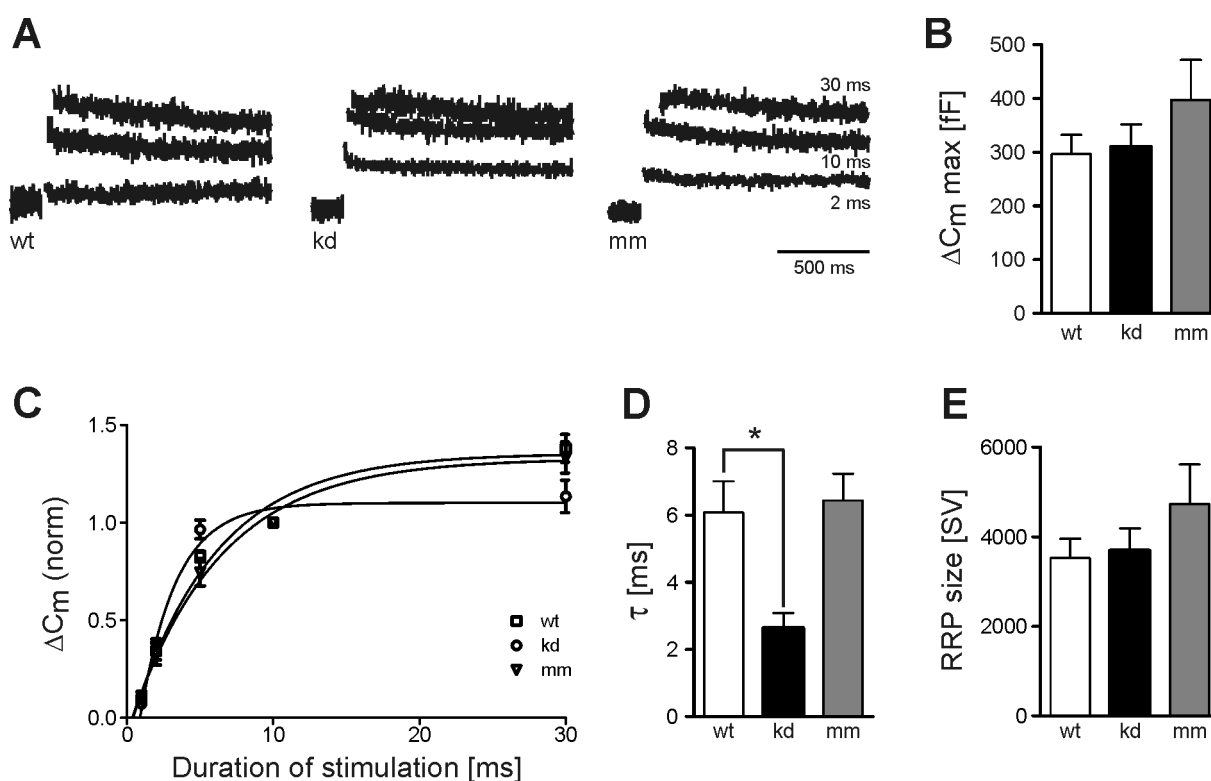 A
30 ms
10 ms
2 ms
wt
kd
mm
500 ms
B
ΔCm max [fF]
500
400
300
200
100
0
wt
kd
mm
C
ΔCm (norm)
1.5
1.0
0.5
0.0
0
10
20
30
Duration of stimulation [ms]
wt
kd
mm
D
τ [ms]
8
6
4
2
0
*
wt
kd
mm
E
RRP size [SV]
6000
4000
2000
0
wt
kd
mm